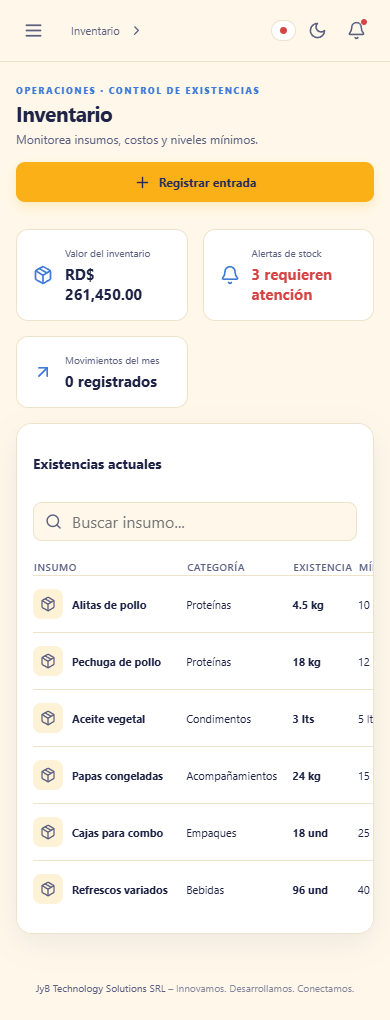 Inventario
OPERACIONES · CONTROL DE EXISTENCIAS
Inventario
Monitorea insumos, costos y niveles mínimos.
Registrar entrada
Valor del inventario
RD$
261,450.00
Alertas de stock
3 requieren
atención
Movimientos del mes
0 registrados
Existencias actuales
Buscar insumo...
INSUMO CATEGORÍA EXISTENCIA
Alitas de pollo Proteínas 4.5 kg 10
Pechuga de pollo Proteínas 18 kg 12
Aceite vegetal Condimentos 3 lts 5
Papas congeladas Acompañamientos 24 kg 15
Cajas para combo Empaques 18 und 25
Refrescos variados Bebidas 96 und 40
JyB Technology Solutions SRL – Innovamos. Desarrollamos. Conectamos.